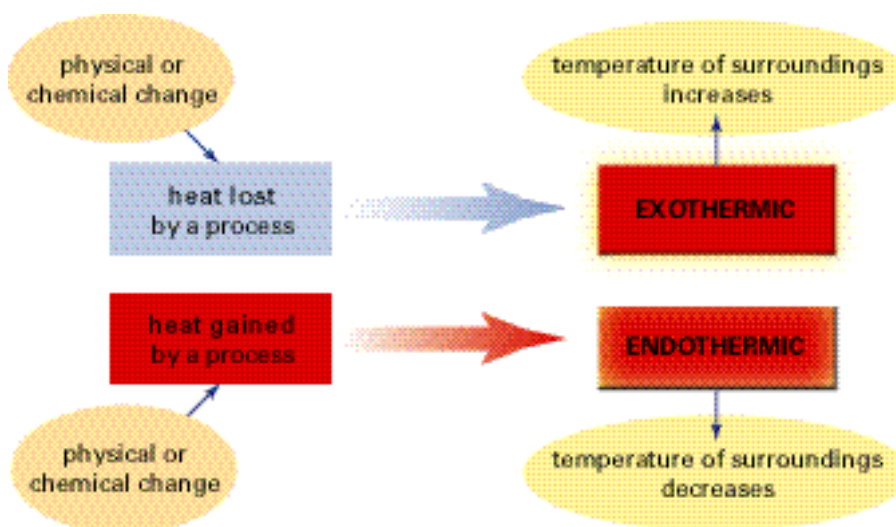 physical or
chemical change
temperature of surroundings
increases
heat lost
by a process
EXOTHERMIC
heat gained
by a process
ENDOTHERMIC
physical or
chemical change
temperature of surroundings
decreases